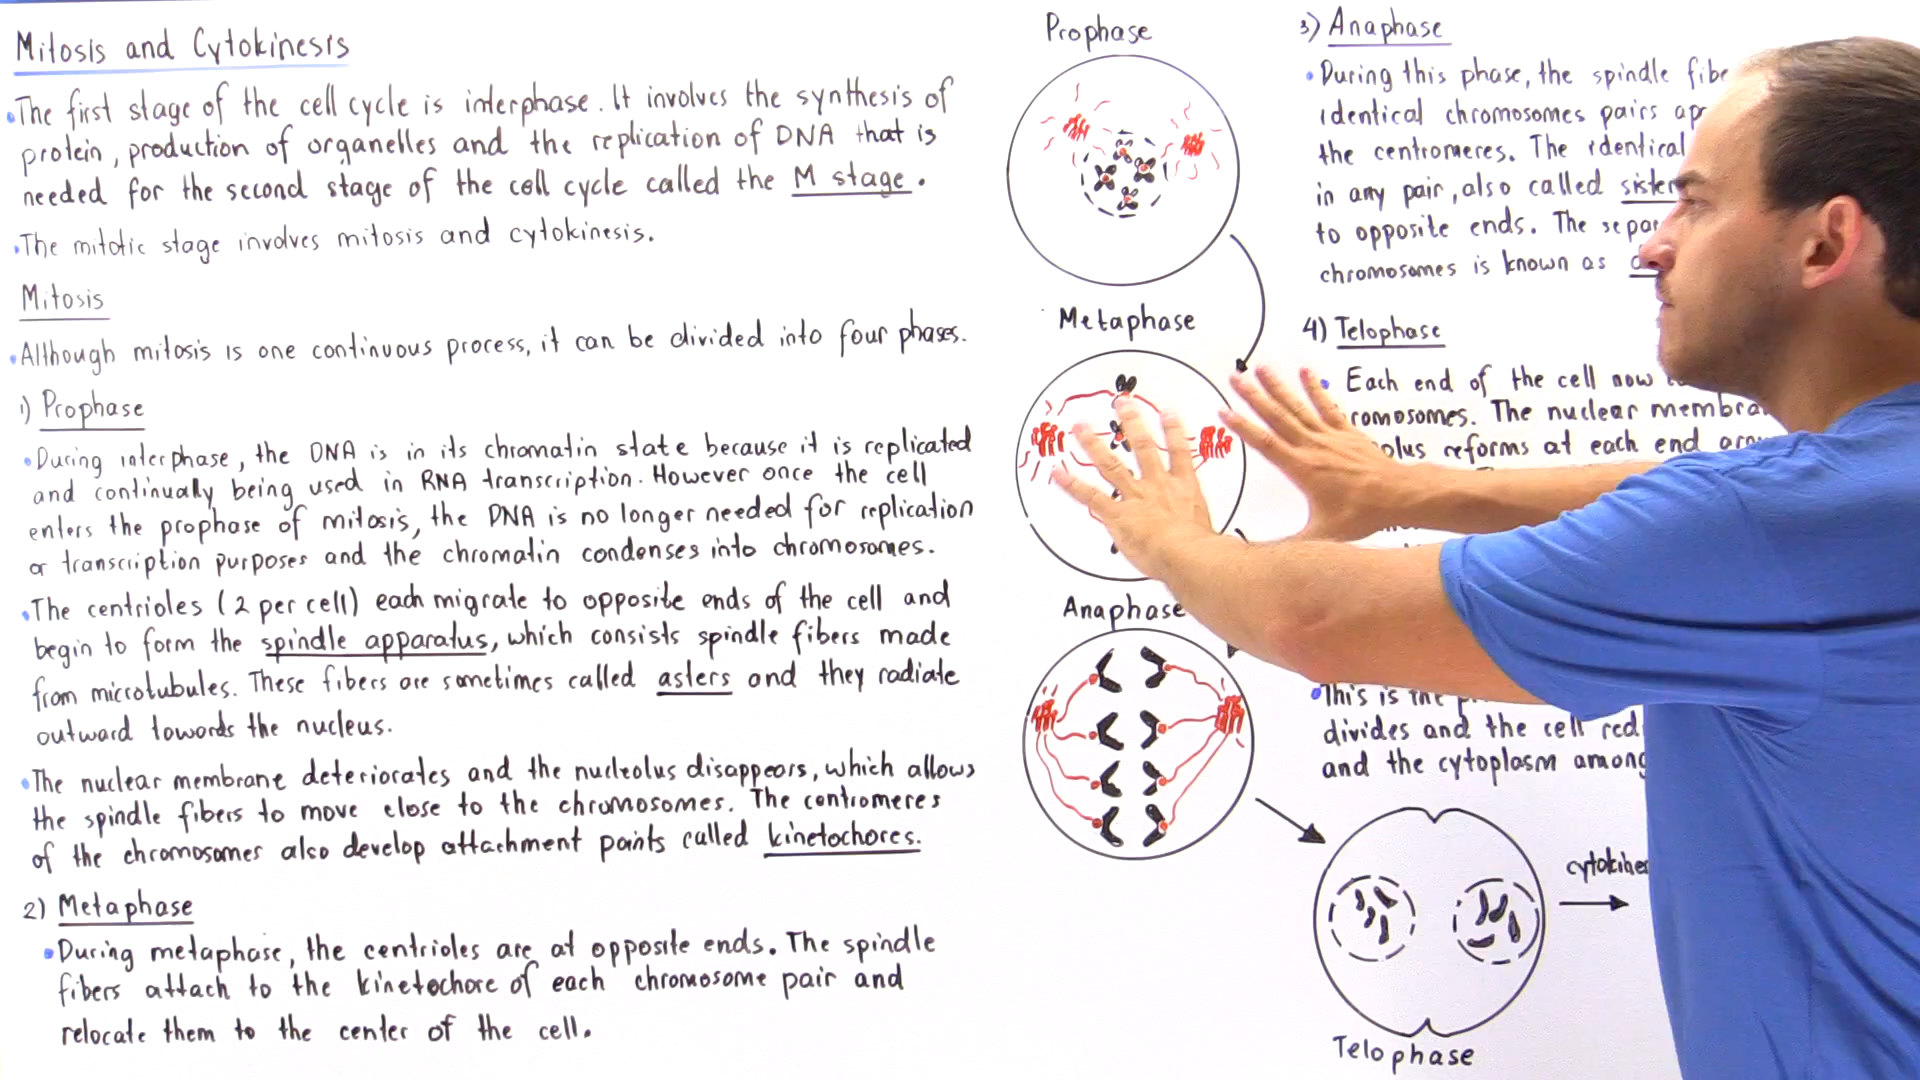 Mitosis and Cytokinesis
• The first stage of the cell cycle is interphase. It involves the synthesis of
protein, production of organelles and the replication of DNA that is
needed for the second stage of the cell cycle called the M stage.
• The mitotic stage involves mitosis and cytokinesis.
Mitosis
• Although mitosis is one continuous process, it can be divided into four phases.
1) Prophase
• During interphase, the DNA is in its chromatin state because it is replicated
and continually being used in RNA transcription. However once the cell
enters the prophase of mitosis, the DNA is no longer needed for replication
or transcription purposes and the chromatin condenses into chromosomes.
• The centrioles (2 per cell) each migrate to opposite ends of the cell and
begin to form the spindle apparatus, which consists spindle fibers made
from microtubules. These fibers are sometimes called asters and they radiate
outward towards the nucleus.
• The nuclear membrane deteriorates and the nucleolus disappears, which allows
the spindle fibers to move close to the chromosomes. The centromeres
of the chromosomes also develop attachment points called kinetochores.
2) Metaphase
• During metaphase, the centrioles are at opposite ends. The spindle
fibers attach to the kinetochore of each chromosome pair and
relocate them to the center of the cell.
Prophase
Metaphase
Anaphase
3) Anaphase
• During this phase, the spindle fibe
identical chromosomes pairs ap
the centromeres. The identical
in any pair, also called sister
to opposite ends. The separ
chromosomes is known as
4) Telophase
• Each end of the cell now
romosomes. The nuclear membra
olus reforms at each end aro
• This is the p
divides and the cell red
and the cytoplasm among
cytokines
Telophase